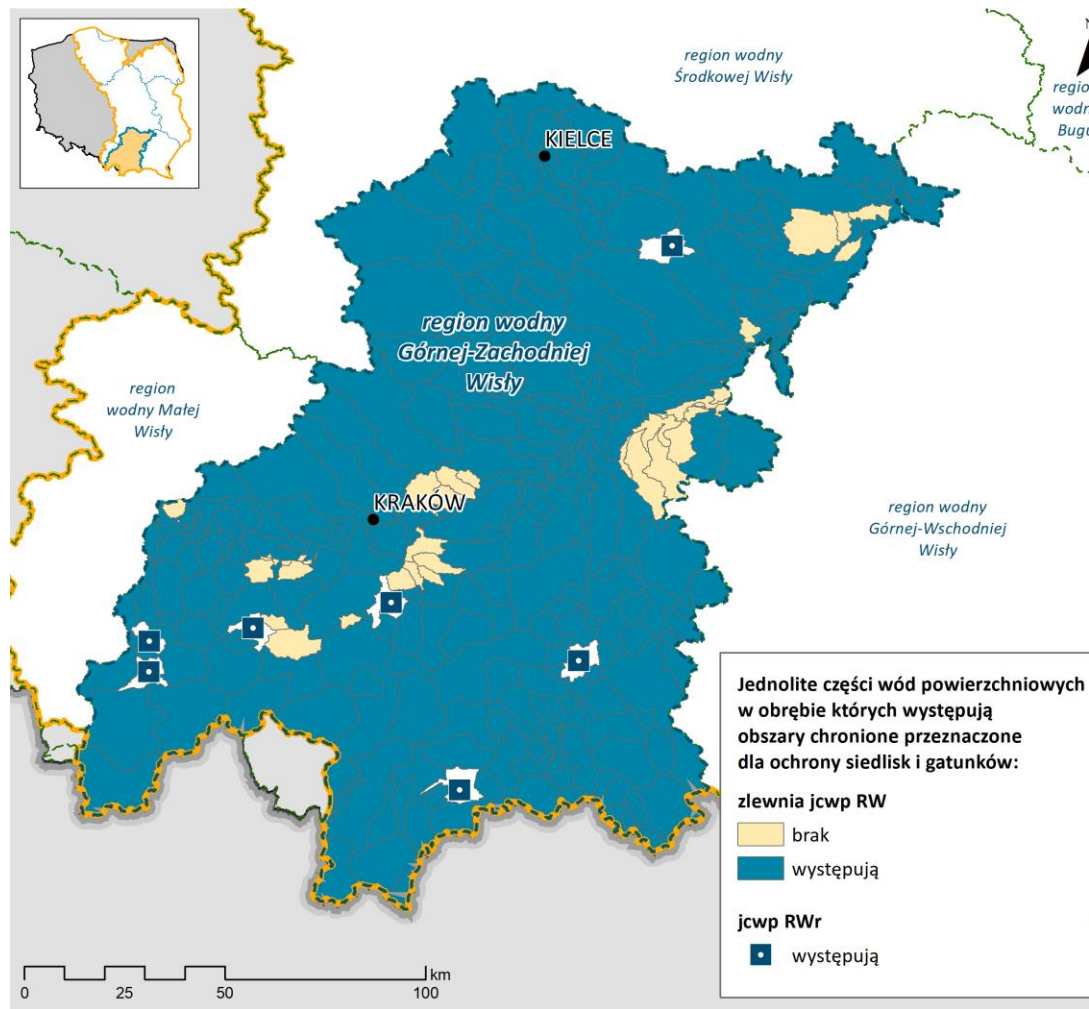 N
region wodny
Środkowej Wisły
KIELCE
region wodny
Górnej-Zachodniej
Wisły
region
wodny Małej
Wisły
KRAKÓW
region wodny
Górnej-Wschodniej
Wisły
Jednolite części wód powierzchniowych
w obrębie których występują
obszary chronione przeznaczone
dla ochrony siedlisk i gatunków:
zlewnia jcwp RW
brak
występują
jcwp RWr
występują
km
0 25 50 100